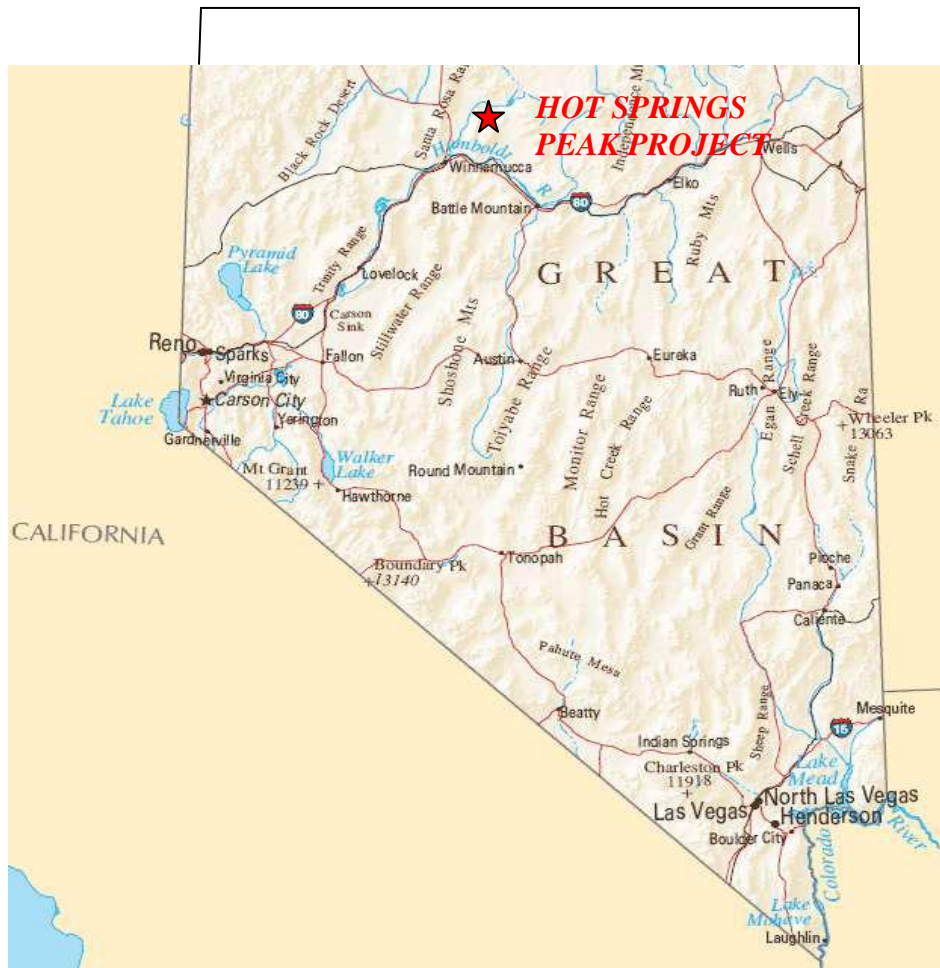 HOT SPRINGS
PEAK PROJECT
Black Rock Desert
Santa Rosa Ra
Independence Mt
Humboldt
R
Winnemucca
Wells
Elko
80
Battle Mountain
Ruby Mts
Pyramid
Lake
Trinity Range
Lovelock
GREAT
Stillwater Range
80
Carson
Sink
Shoshone Mts
Reno
Sparks
Fallon
Austin
Eureka
Toiyabe Range
Virginia City
Ruth
Ely
Egan Range
Schell Creek Range
Lake
Tahoe
Carson City
Yerington
Monitor Range
Hot Creek Range
Snake Ra
Wheeler Pk
13063
Gardnerville
Walker
Lake
Mt Grant
11239
Round Mountain
Hawthorne
Grant Range
CALIFORNIA
BASIN
Boundary Pk
13140
Tonopah
Pioche
Panaca
Caliente
Pahute Mesa
Beatty
Sheep Range
Mesquite
15
Indian Springs
Charleston Pk
11918
Lake
Mead
Las Vegas
North Las Vegas
Henderson
Boulder City
Colorado
River
Lake
Mohave
Laughlin